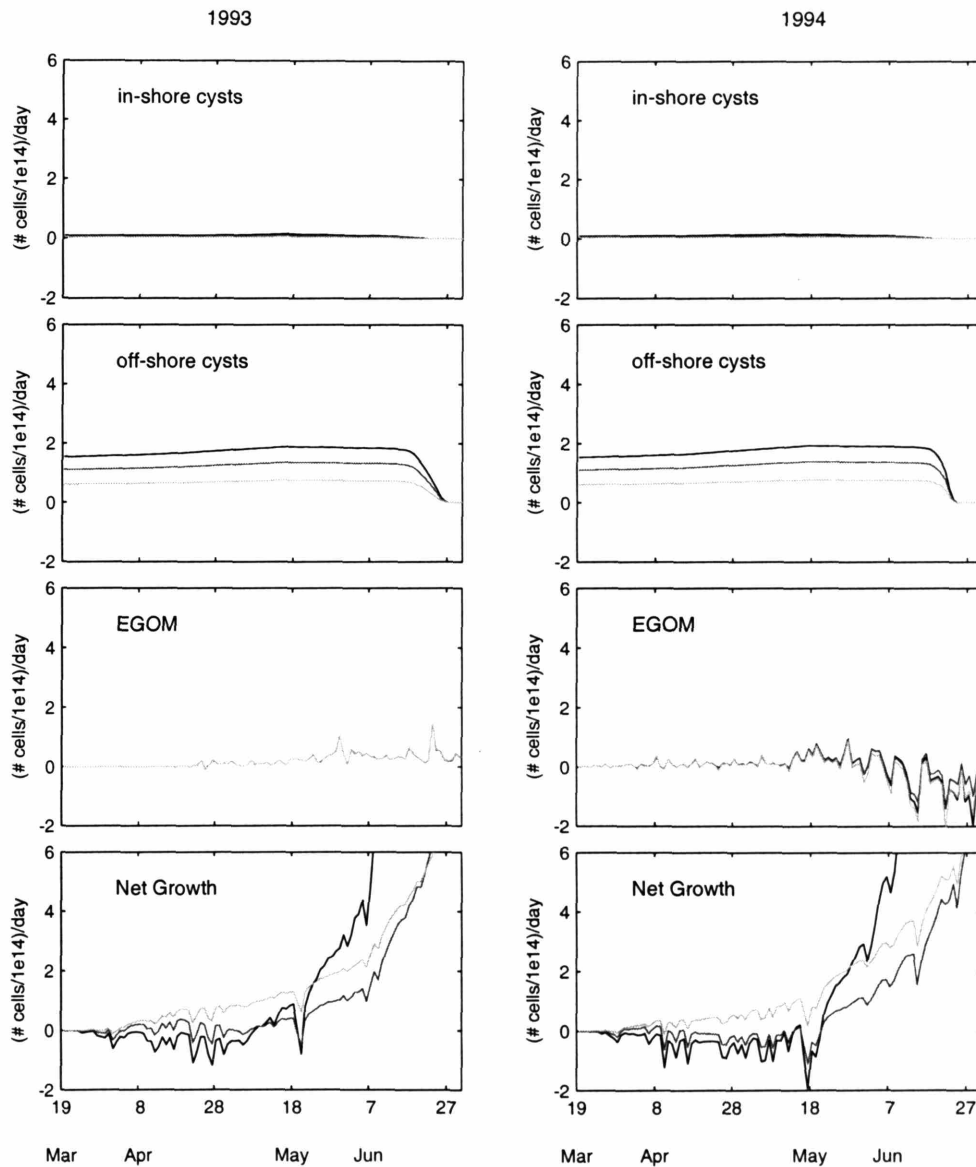 1993
1994
6
4
2
0
-2
(# cells/1e14)/day
in-shore cysts
6
4
2
0
-2
(# cells/1e14)/day
in-shore cysts
6
4
2
0
-2
(# cells/1e14)/day
off-shore cysts
6
4
2
0
-2
(# cells/1e14)/day
off-shore cysts
6
4
2
0
-2
(# cells/1e14)/day
EGOM
6
4
2
0
-2
(# cells/1e14)/day
EGOM
6
4
2
0
-2
(# cells/1e14)/day
Net Growth
6
4
2
0
-2
(# cells/1e14)/day
Net Growth
19 8 28 18 7 27
19 8 28 18 7 27
Mar Apr May Jun
Mar Apr May Jun